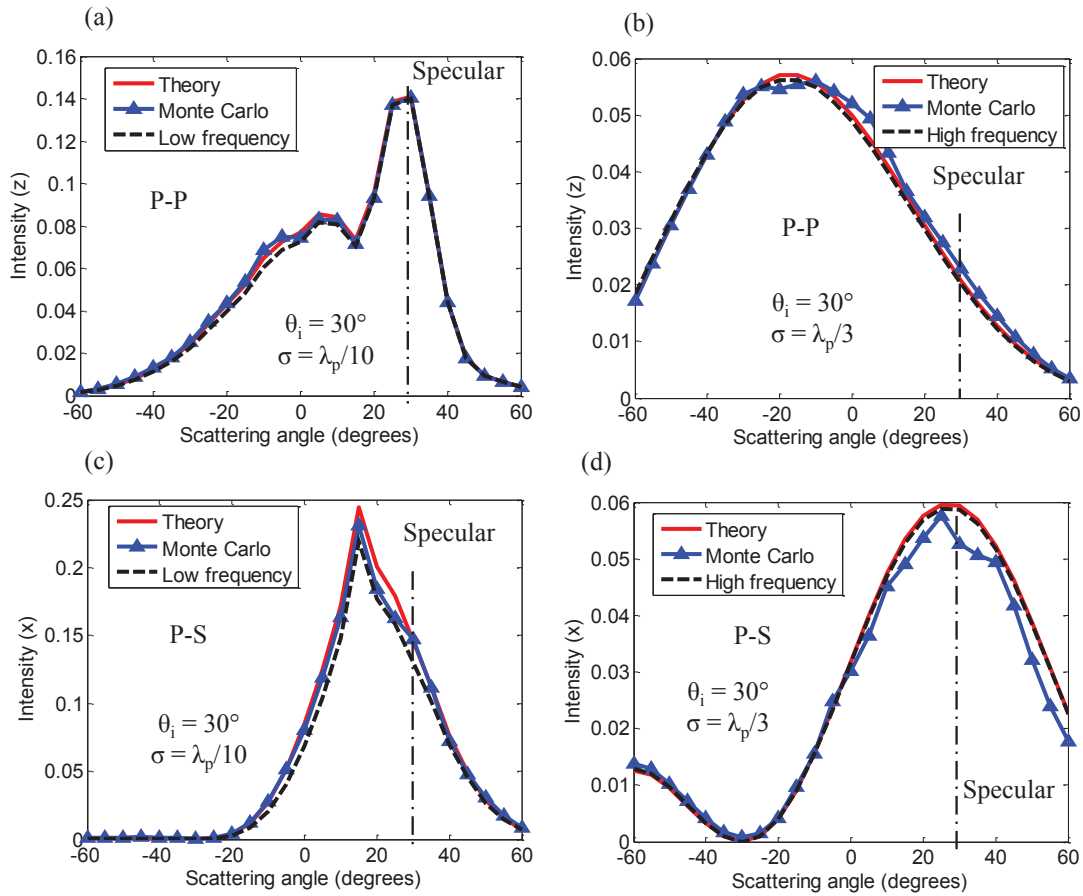 (a)
0.16
0.14
0.12
0.1
0.08
0.06
0.04
0.02
0
-60
-40
-20
0
20
40
60
Intensity (z)
Scattering angle (degrees)
Theory
Monte Carlo
Low frequency
Specular
P-P
θi = 30°
σ = λp/10
(b)
0.06
0.05
0.04
0.03
0.02
0.01
0
-60
-40
-20
0
20
40
60
Intensity (z)
Scattering angle (degrees)
Theory
Monte Carlo
High frequency
Specular
P-P
θi = 30°
σ = λp/3
(c)
0.25
0.2
0.15
0.1
0.05
0
-60
-40
-20
0
20
40
60
Intensity (x)
Scattering angle (degrees)
Theory
Monte Carlo
Low frequency
Specular
P-S
θi = 30°
σ = λp/10
(d)
0.06
0.05
0.04
0.03
0.02
0.01
0
-60
-40
-20
0
20
40
60
Intensity (x)
Scattering angle (degrees)
Theory
Monte Carlo
High frequency
P-S
θi = 30°
σ = λp/3
Specular